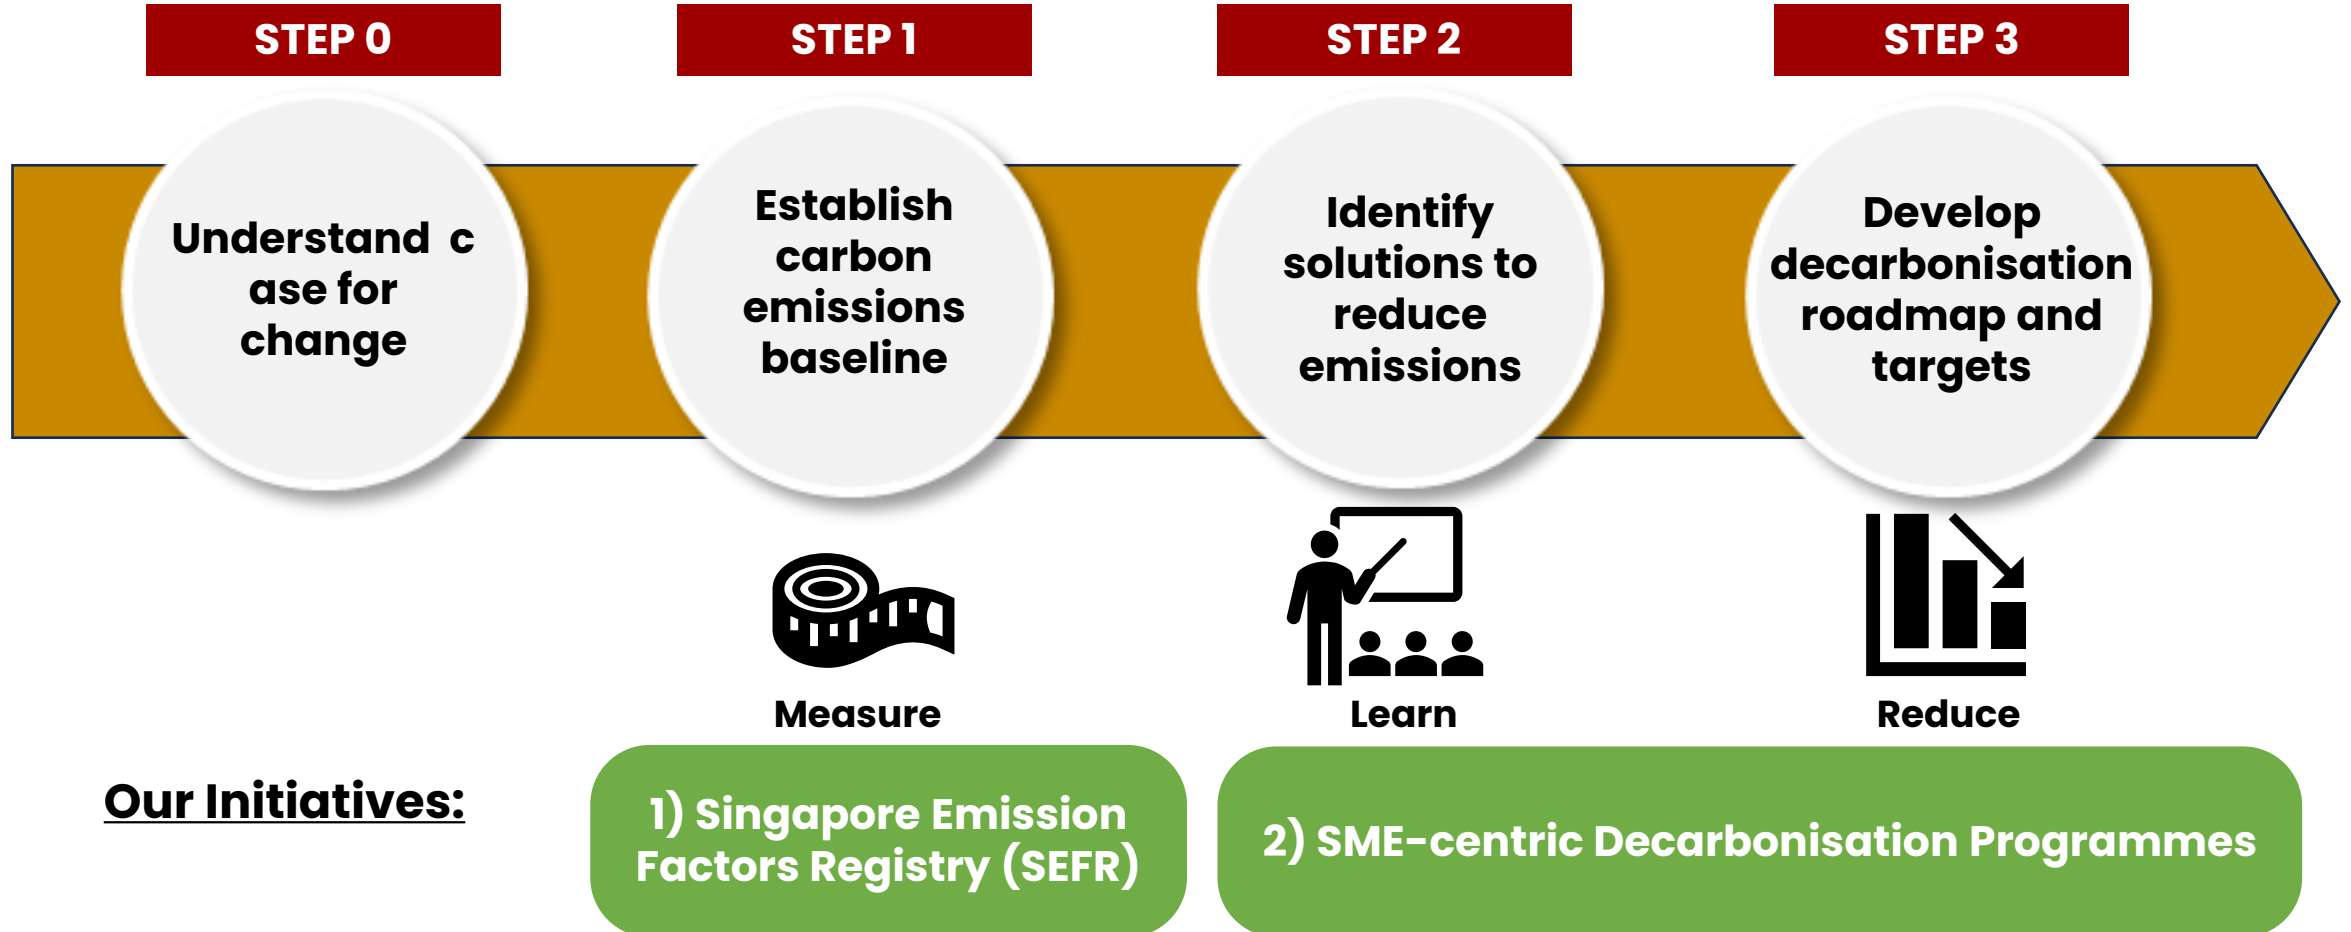 STEP 0
STEP 1
STEP 2
STEP 3
Understand  c
ase for
change
Establish
carbon
emissions
baseline
Identify
solutions to
reduce
emissions
Develop
decarbonisation
roadmap and
targets
Measure
Learn
Reduce
Our Initiatives:
1) Singapore Emission
Factors Registry (SEFR)
2) SME-centric Decarbonisation Programmes